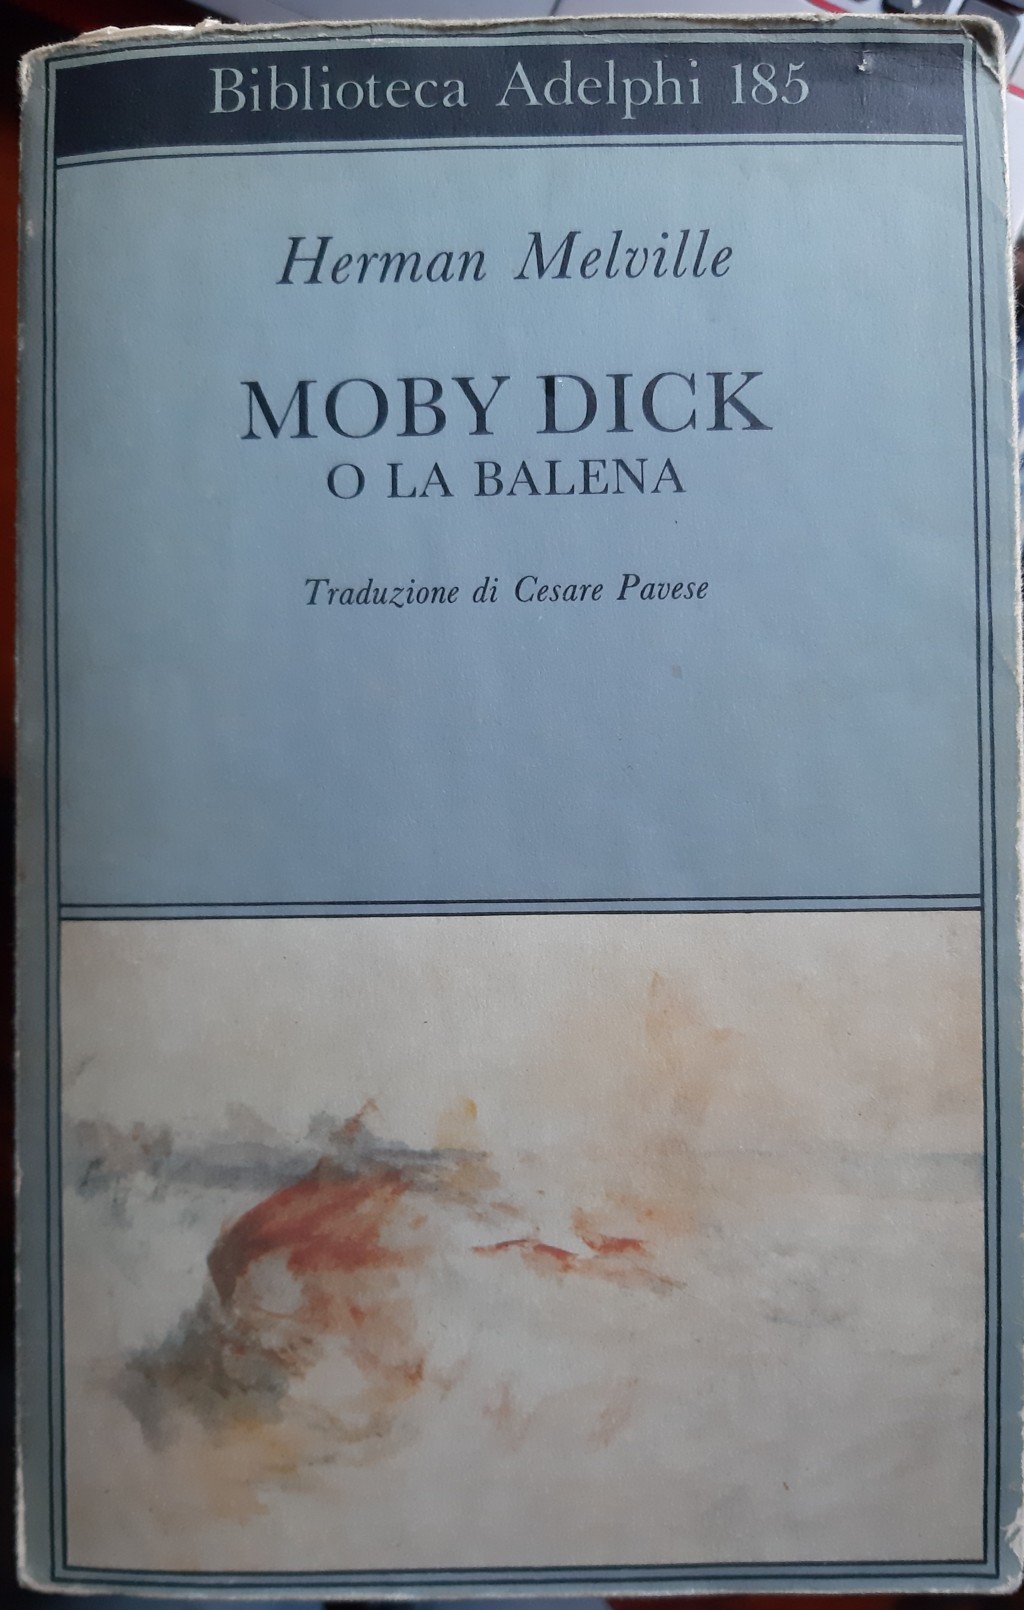 Biblioteca Adelphi 185
Herman Melville
MOBY DICK
O LA BALENA
Traduzione di Cesare Pavese